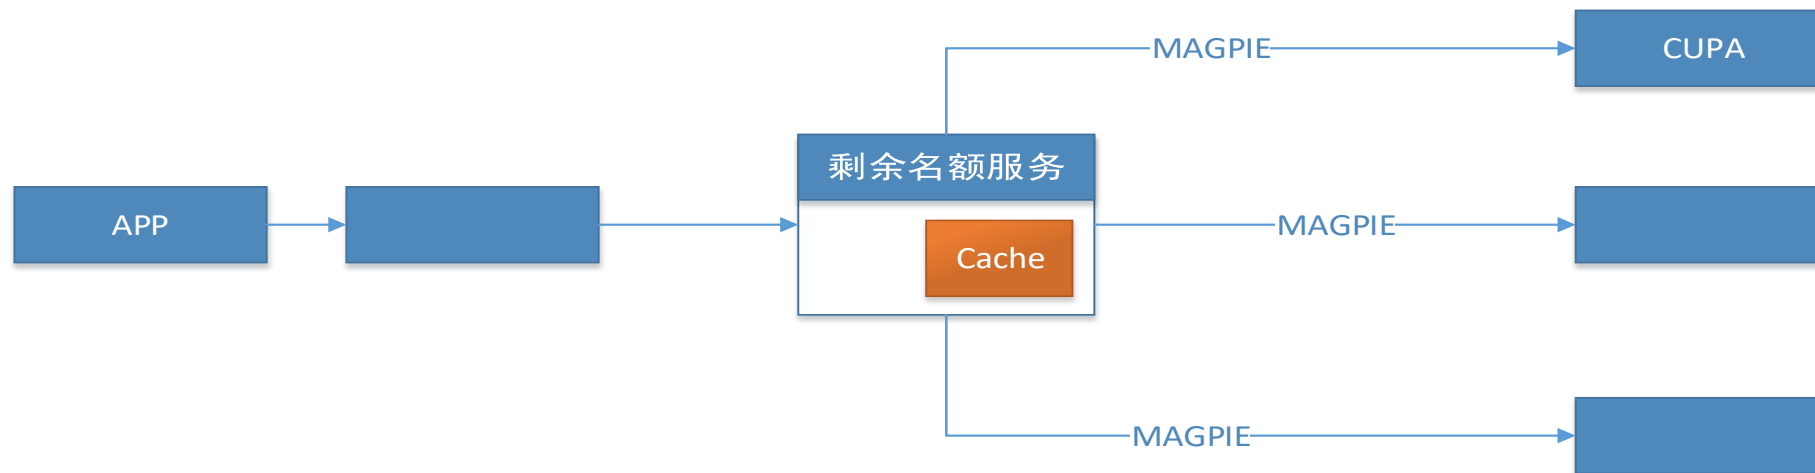 MAGPIE
CUPA
剩余名额服务
APP
MAGPIE
Cache
MAGPIE